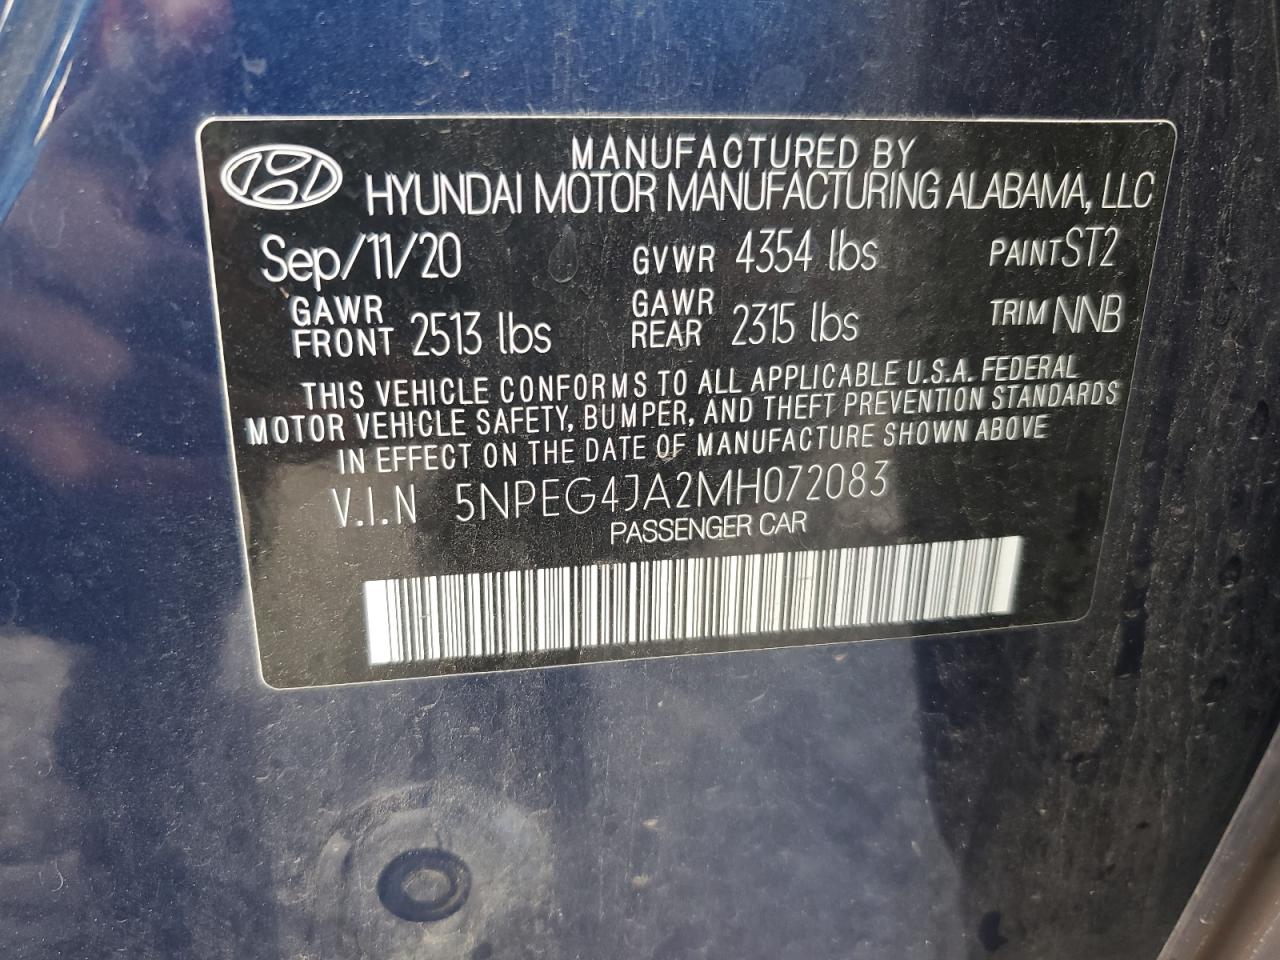 MANUFACTURED BY
HYUNDAI MOTOR MANUFACTURING ALABAMA, LLC
Sep/11/20 GVWR 4354 lbs PAINT ST2
GAWR FRONT 2513 lbs GAWR REAR 2315 lbs TRIM NNB
THIS VEHICLE CONFORMS TO ALL APPLICABLE U.S.A. FEDERAL
MOTOR VEHICLE SAFETY, BUMPER, AND THEFT PREVENTION STANDARDS
IN EFFECT ON THE DATE OF MANUFACTURE SHOWN ABOVE
V.I.N 5NPEG4JA2MH072083
PASSENGER CAR